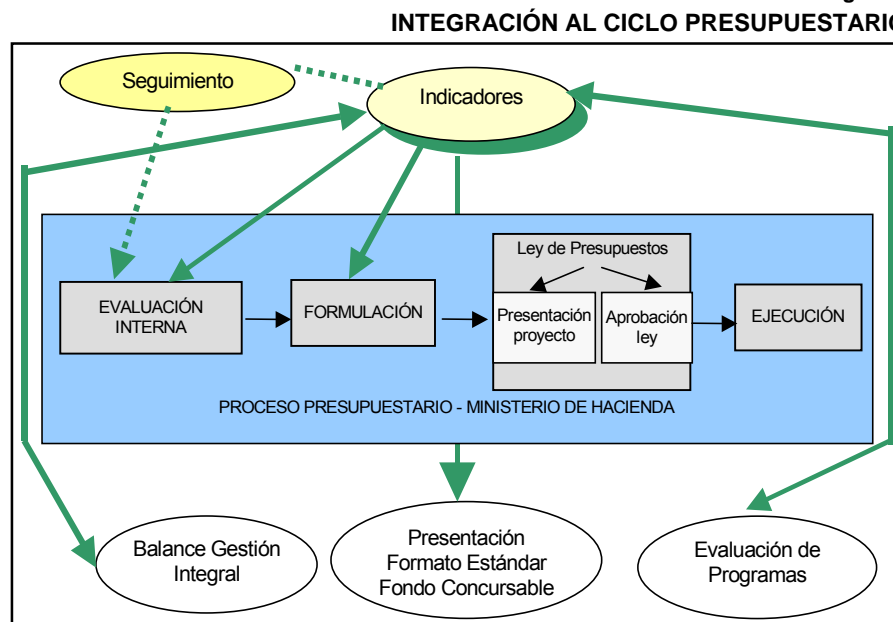 INTEGRACIÓN AL CICLO PRESUPUESTARIO
Seguimiento
Indicadores
Ley de Presupuestos
EVALUACIÓN
INTERNA
FORMULACIÓN
Presentación
proyecto
Aprobación
ley
EJECUCIÓN
PROCESO PRESUPUESTARIO - MINISTERIO DE HACIENDA
Balance Gestión
Integral
Presentación
Formato Estándar
Fondo Concursable
Evaluación de
Programas